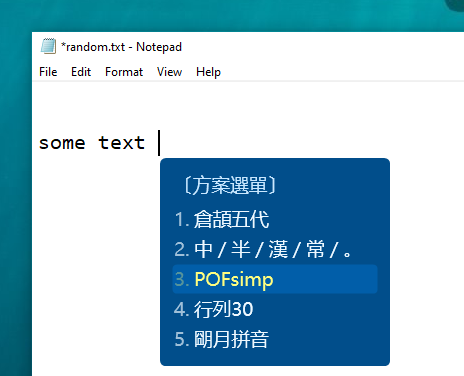 *random.txt - Notepad
File Edit Format View Help
some text
〔方案選單〕
1. 倉頡五代
2. 中 / 半 / 漢 / 常 / 。
3. POFsimp
4. 行列30
5. 朙月拼音